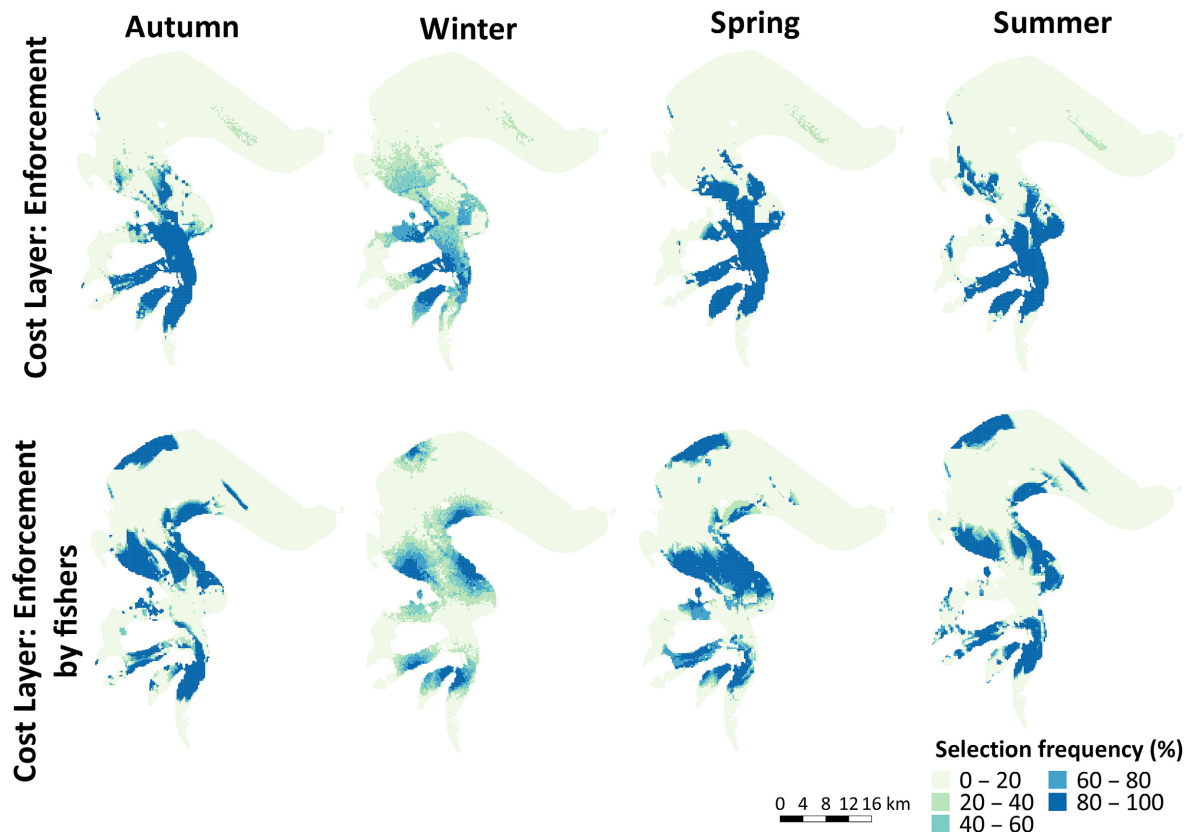 Autumn
Winter
Spring
Summer
Cost Layer: Enforcement
Cost Layer: Enforcement
by fishers
Selection frequency (%)
0 – 20
60 – 80
20 – 40
80 – 100
40 – 60
0 4 8 12 16 km